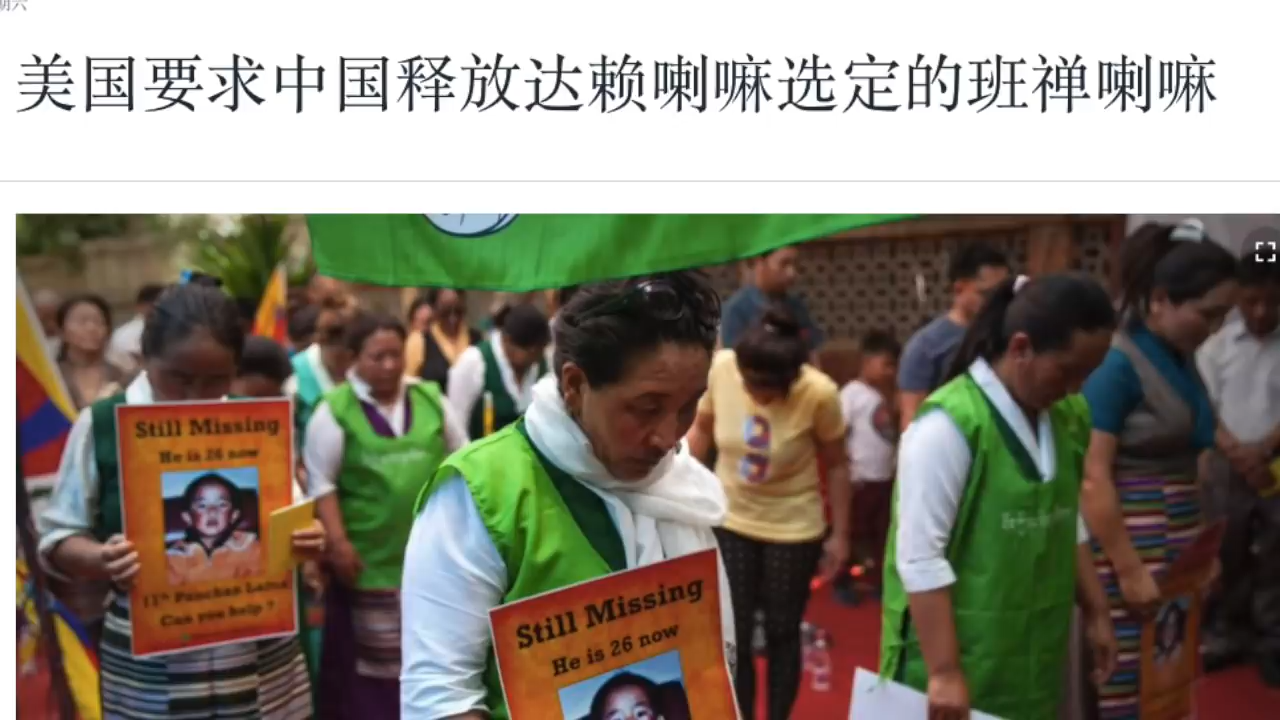 美国要求中国释放达赖喇嘛选定的班禅喇嘛
Still Missing
He is 26 now
11th Panchan Lama
Can you help ?
Still Missing
He is 26 now